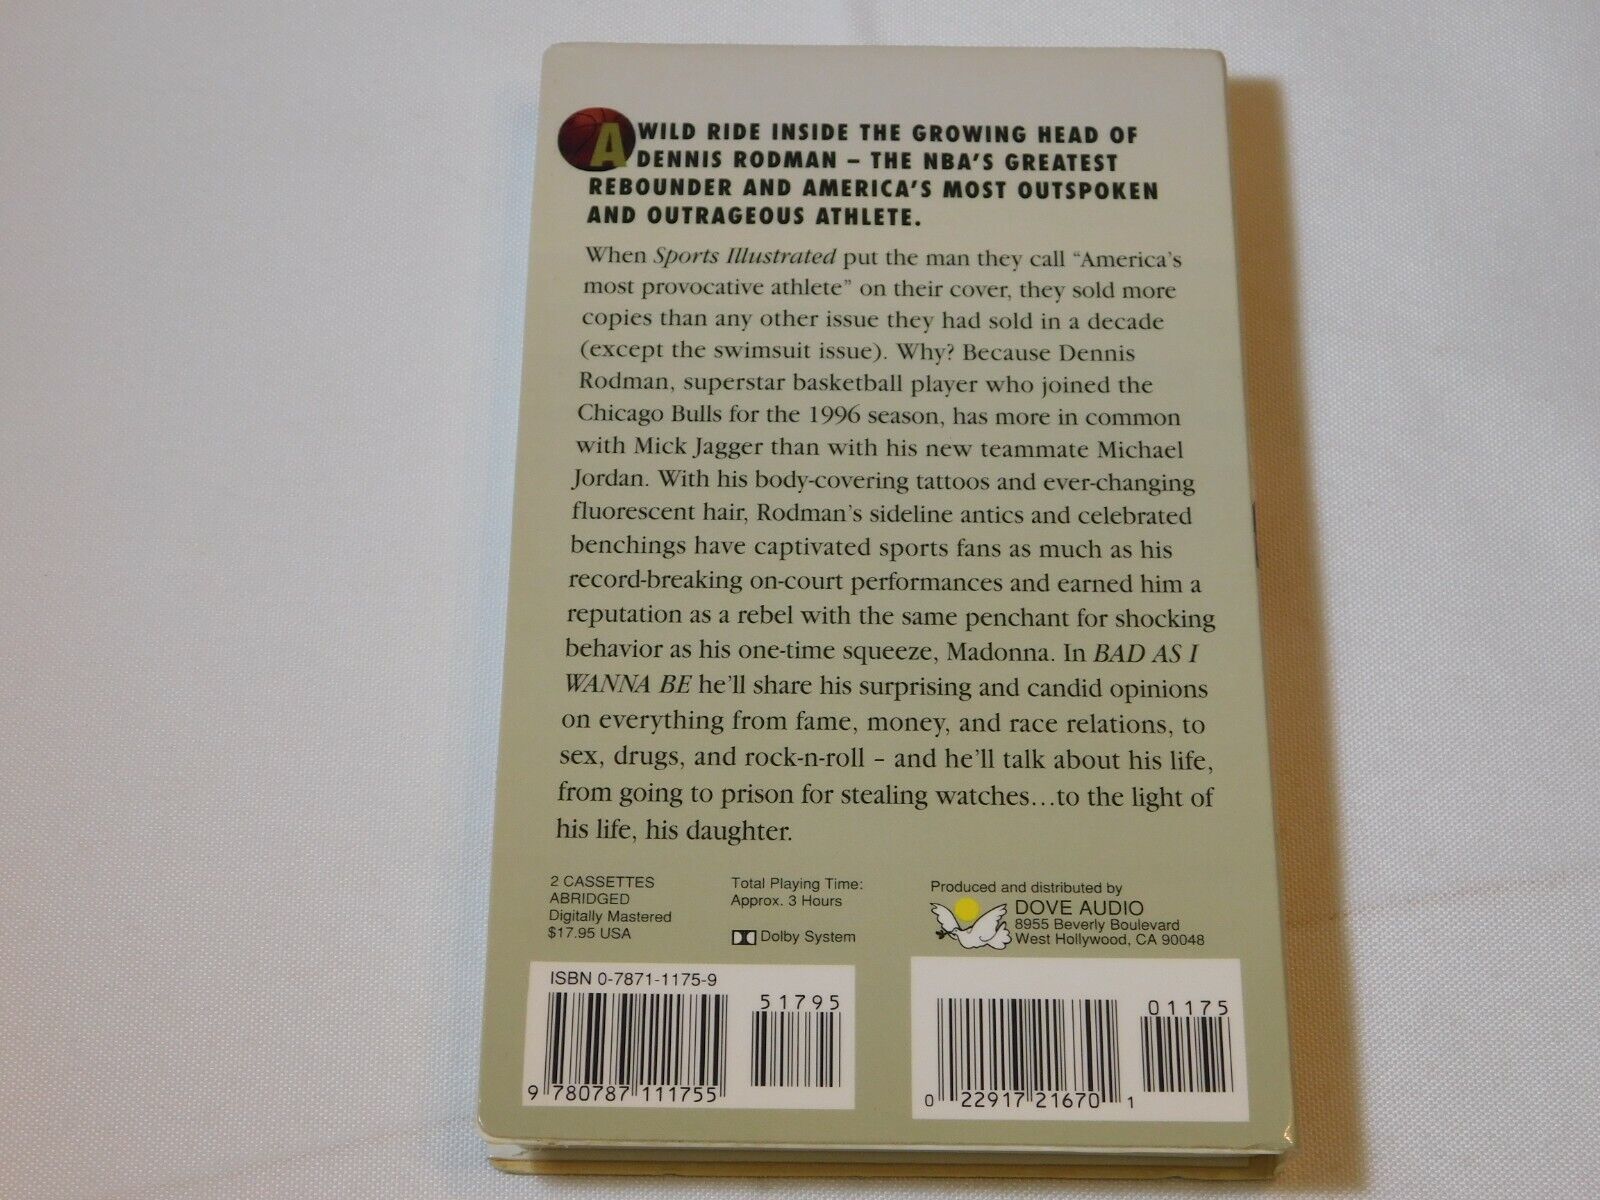 A WILD RIDE INSIDE THE GROWING HEAD OF
DENNIS RODMAN – THE NBA'S GREATEST
REBOUNDER AND AMERICA'S MOST OUTSPOKEN
AND OUTRAGEOUS ATHLETE.
When Sports Illustrated put the man they call "America's
most provocative athlete" on their cover, they sold more
copies than any other issue they had sold in a decade
(except the swimsuit issue). Why? Because Dennis
Rodman, superstar basketball player who joined the
Chicago Bulls for the 1996 season, has more in common
with Mick Jagger than with his new teammate Michael
Jordan. With his body-covering tattoos and ever-changing
fluorescent hair, Rodman's sideline antics and celebrated
benchings have captivated sports fans as much as his
record-breaking on-court performances and earned him a
reputation as a rebel with the same penchant for shocking
behavior as his one-time squeeze, Madonna. In BAD AS I
WANNA BE he'll share his surprising and candid opinions
on everything from fame, money, and race relations, to
sex, drugs, and rock-n-roll – and he'll talk about his life,
from going to prison for stealing watches...to the light of
his life, his daughter.
2 CASSETTES
ABRIDGED
Digitally Mastered
$17.95 USA
Total Playing Time:
Approx. 3 Hours
Dolby System
Produced and distributed by
DOVE AUDIO
8955 Beverly Boulevard
West Hollywood, CA 90048
ISBN 0-7871-1175-9
51795
9 780787 111755
01175
0 22917 21670 1